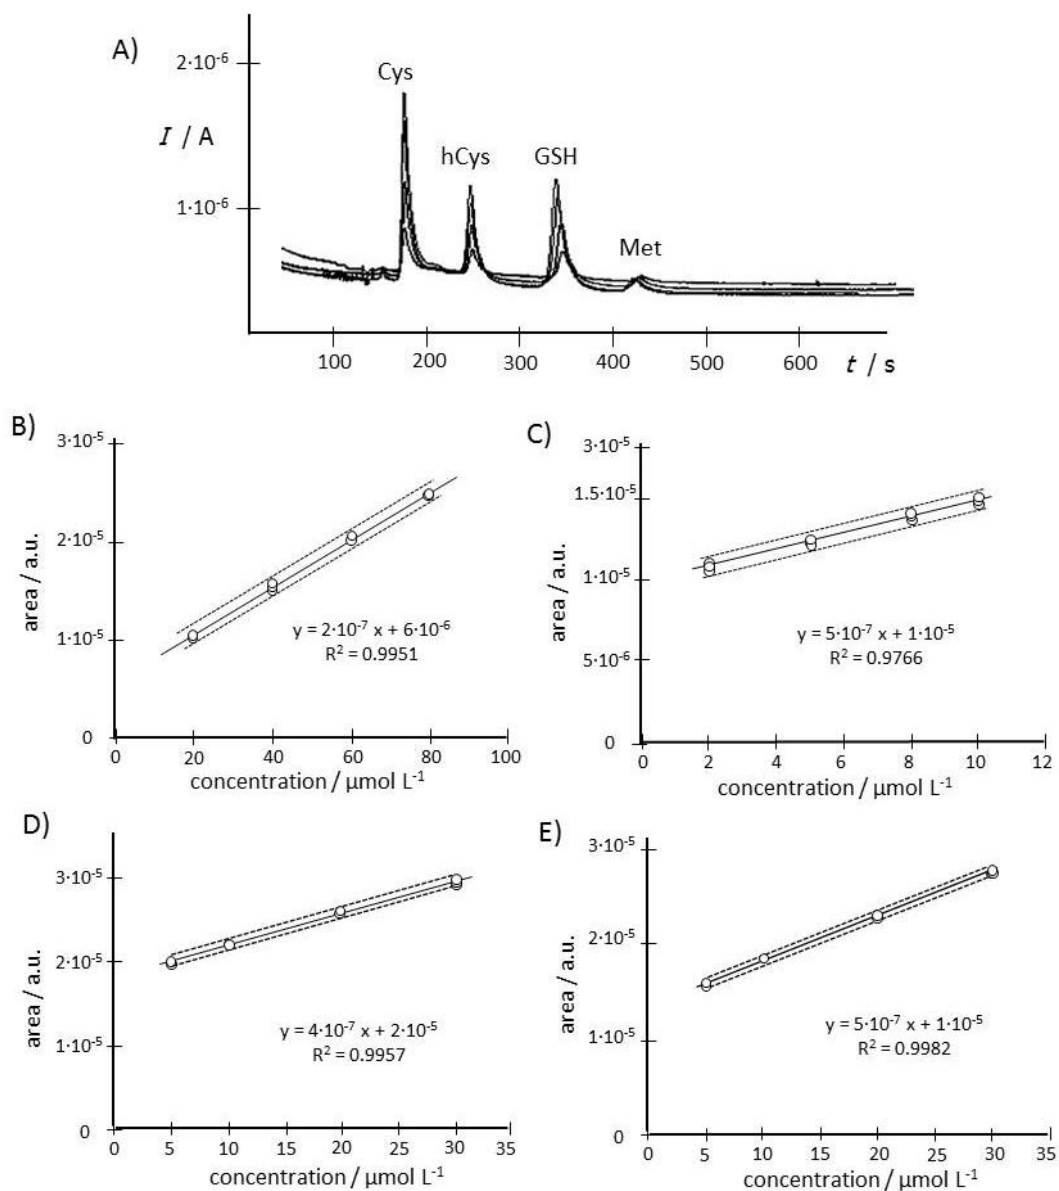 A)
2·10⁻⁶
Cys
I / A
hCys
GSH
1·10⁻⁶
Met
100 200 300 400 500 600 t / s
B)
3·10⁻⁵
area / a.u.
2·10⁻⁵
1·10⁻⁵
y = 2·10⁻⁷ x + 6·10⁻⁶
R² = 0.9951
0
0 20 40 60 80 100
concentration / µmol L⁻¹
C)
3·10⁻⁵
1.5·10⁻⁵
area / a.u.
1·10⁻⁵
5·10⁻⁶
y = 5·10⁻⁷ x + 1·10⁻⁵
R² = 0.9766
0
0 2 4 6 8 10 12
concentration / µmol L⁻¹
D)
3·10⁻⁵
area / a.u.
2·10⁻⁵
1·10⁻⁵
y = 4·10⁻⁷ x + 2·10⁻⁵
R² = 0.9957
0
0 5 10 15 20 25 30 35
concentration / µmol L⁻¹
E)
3·10⁻⁵
area / a.u.
2·10⁻⁵
1·10⁻⁵
y = 5·10⁻⁷ x + 1·10⁻⁵
R² = 0.9982
0
0 5 10 15 20 25 30 35
concentration / µmol L⁻¹